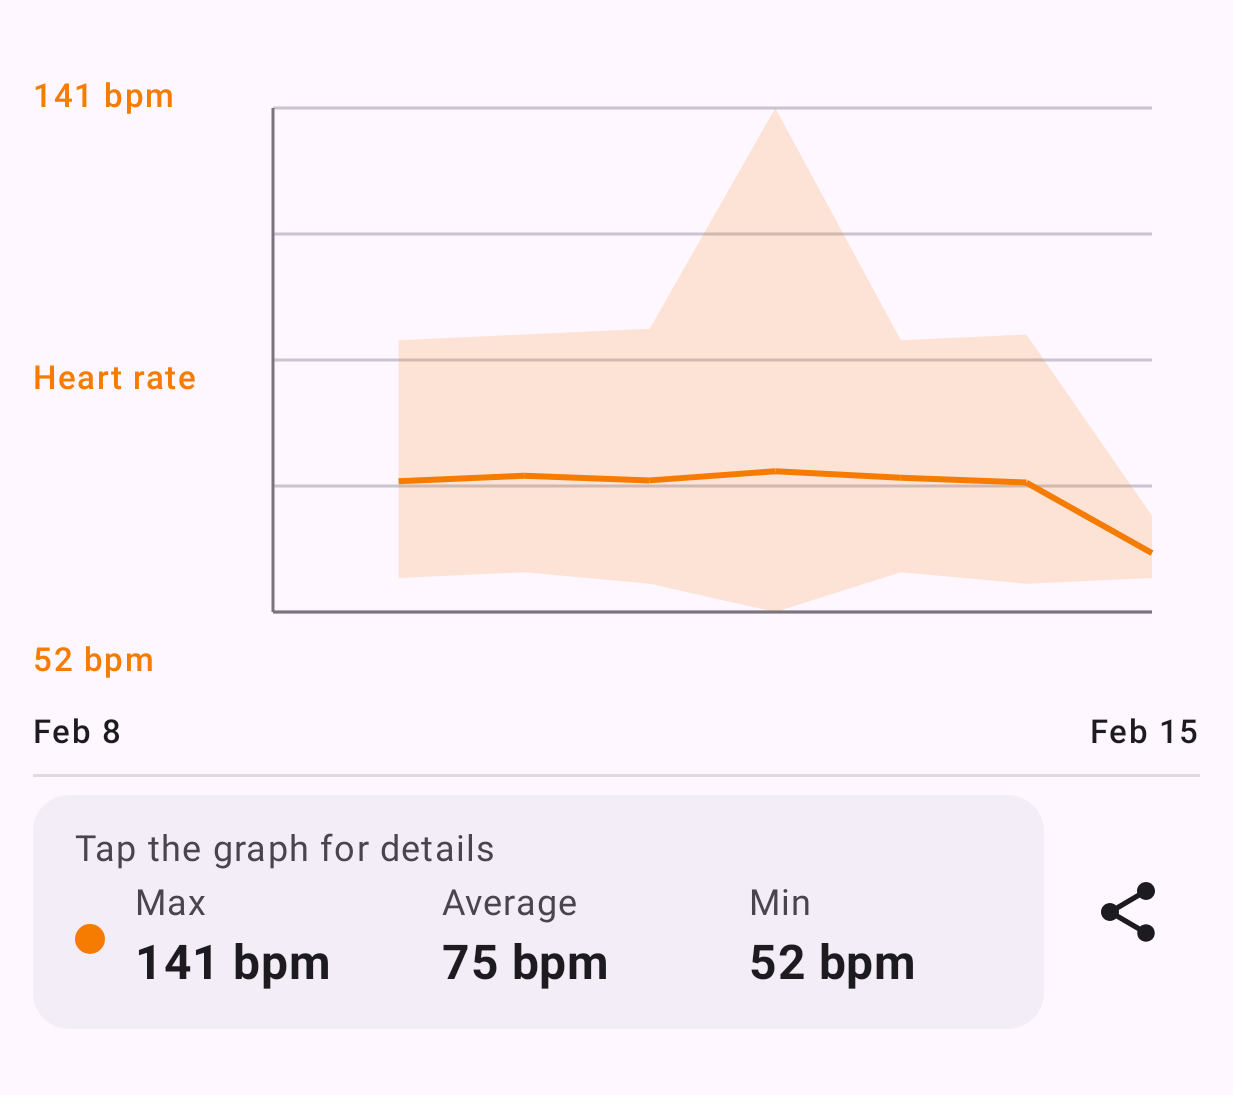 141 bpm
Heart rate
52 bpm
Feb 8 Feb 15
Tap the graph for details
Max Average Min
141 bpm 75 bpm 52 bpm